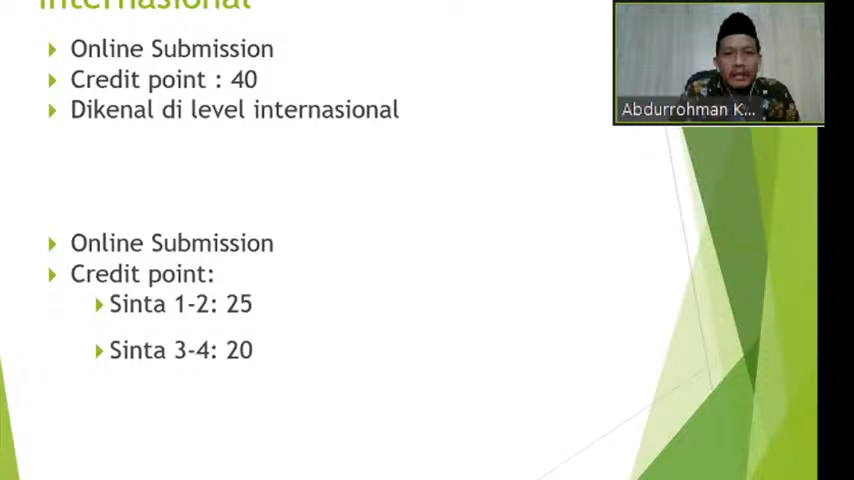 internasional
Online Submission
Credit point : 40
Dikenal di level internasional
Abdurrohman K...
Online Submission
Credit point:
Sinta 1-2: 25
Sinta 3-4: 20